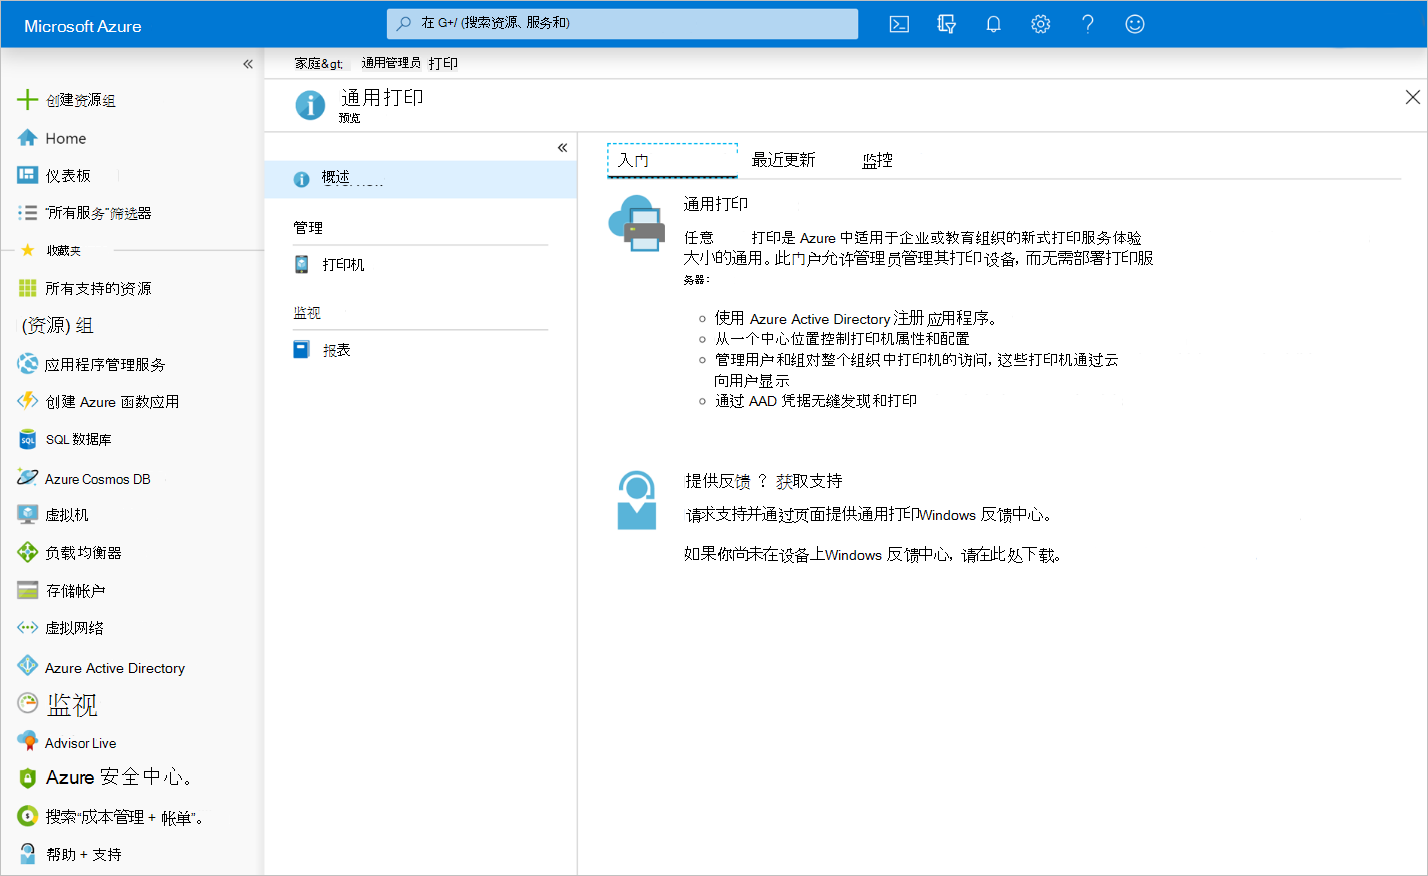 Microsoft Azure
在 G+/ (搜索资源、服务和)
家庭&gt; 通用管理员 打印
通用打印
预览
创建资源组
Home
仪表板
"所有服务"筛选器
收藏夹
所有支持的资源
(资源) 组
应用程序管理服务
创建 Azure 函数应用
SQL 数据库
Azure Cosmos DB
虚拟机
负载均衡器
存储帐户
虚拟网络
Azure Active Directory
监视
Advisor Live
Azure 安全中心。
搜索“成本管理 + 帐单”。
帮助 + 支持
概述
管理
打印机
监视
报表
入门 最近更新 监控
通用打印
任意 打印是 Azure 中适用于企业或教育组织的新式打印服务体验
大小的通用。此门户允许管理员管理其打印设备，而无需部署打印服
务器：
使用 Azure Active Directory 注册应用程序。
从一个中心位置控制打印机属性和配置
管理用户和组对整个组织中打印机的访问，这些打印机通过云
向用户显示
通过 AAD 凭据无缝发现和打印
提供反馈 ？ 获取支持
请求支持并通过页面提供通用打印Windows 反馈中心。
如果你尚未在设备上Windows 反馈中心，请在此处下载。